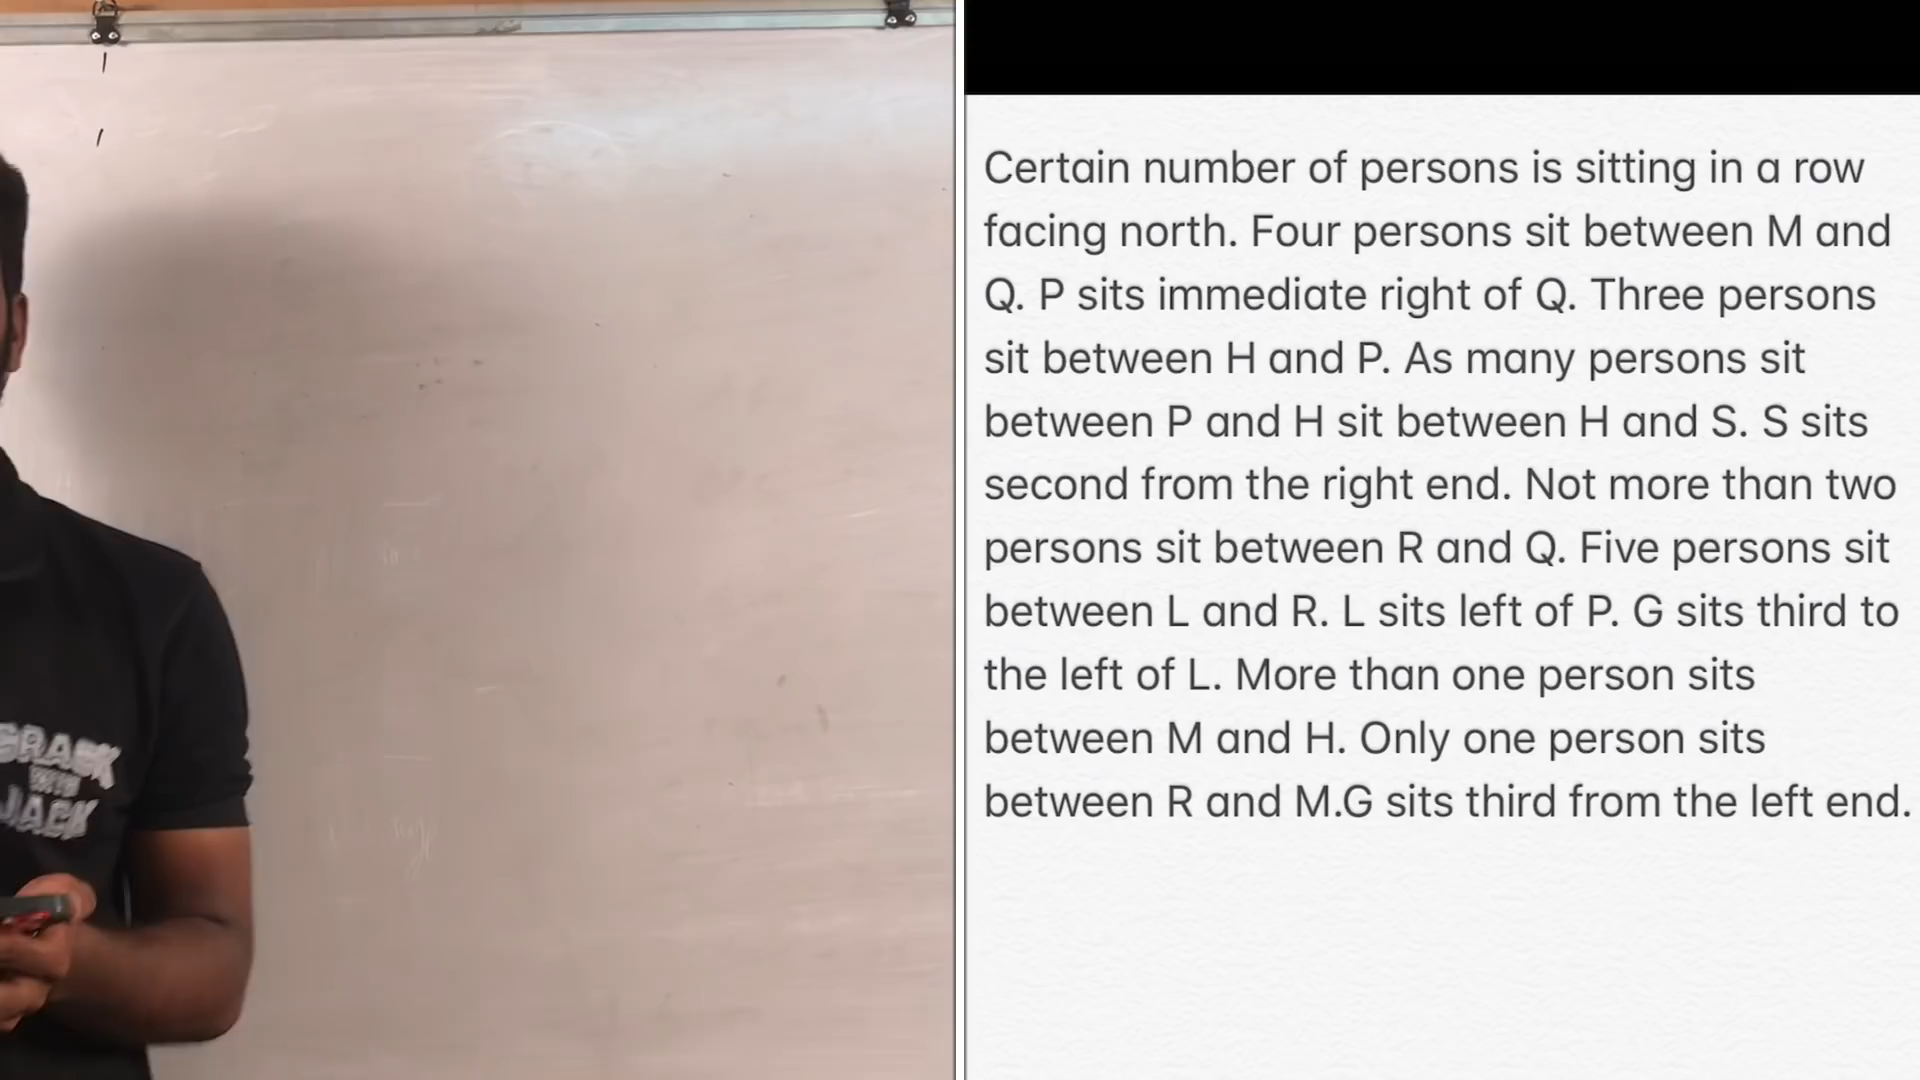 CRACK
WITH
JACK
Certain number of persons is sitting in a row
facing north. Four persons sit between M and
Q. P sits immediate right of Q. Three persons
sit between H and P. As many persons sit
between P and H sit between H and S. S sits
second from the right end. Not more than two
persons sit between R and Q. Five persons sit
between L and R. L sits left of P. G sits third to
the left of L. More than one person sits
between M and H. Only one person sits
between R and M.G sits third from the left end.